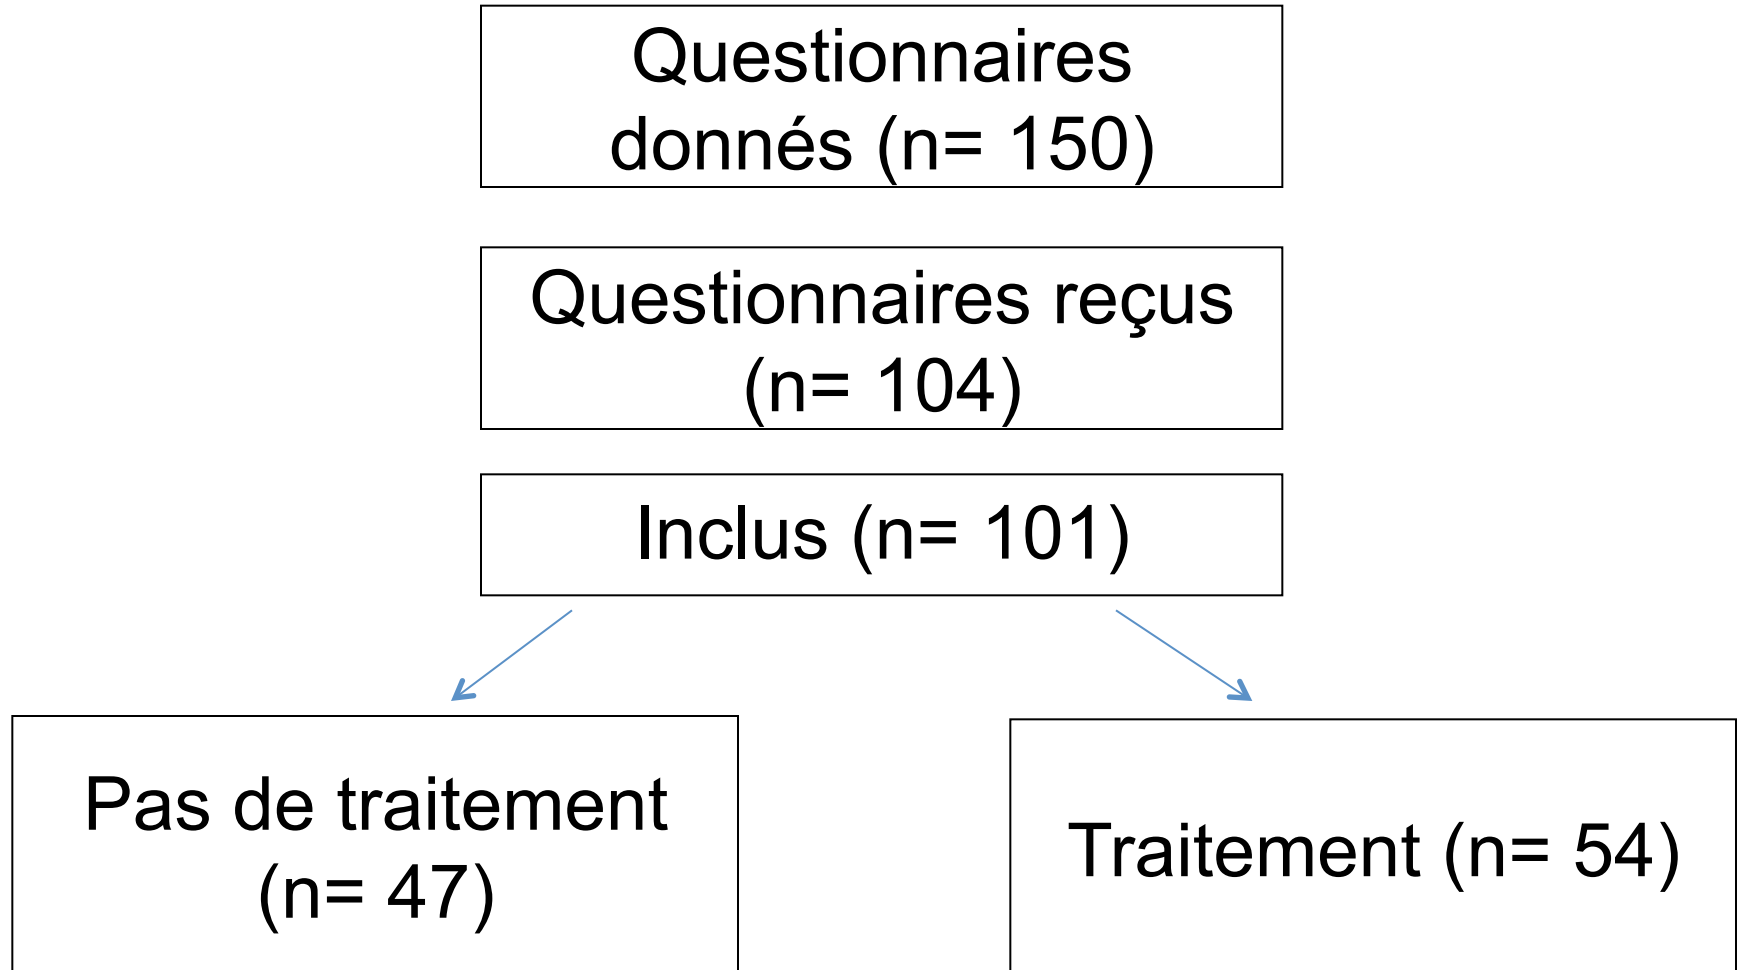 Questionnaires
donnés (n= 150)
Questionnaires reçus
(n= 104)
Inclus (n= 101)
Pas de traitement
(n= 47)
Traitement (n= 54)